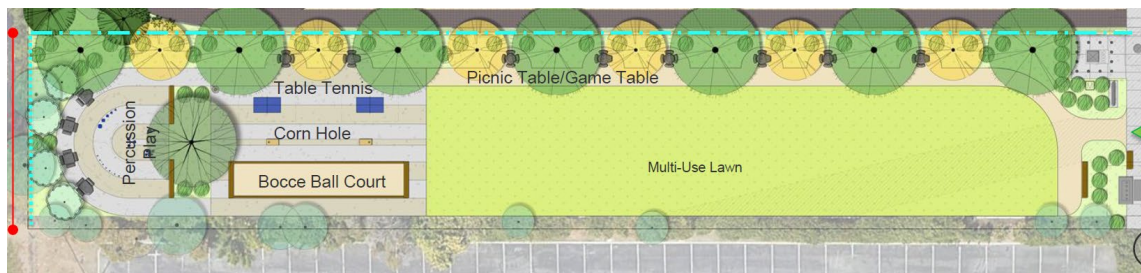 Picnic Table/Game Table
Table Tennis
Percussion
Play
Corn Hole
Multi-Use Lawn
Bocce Ball Court